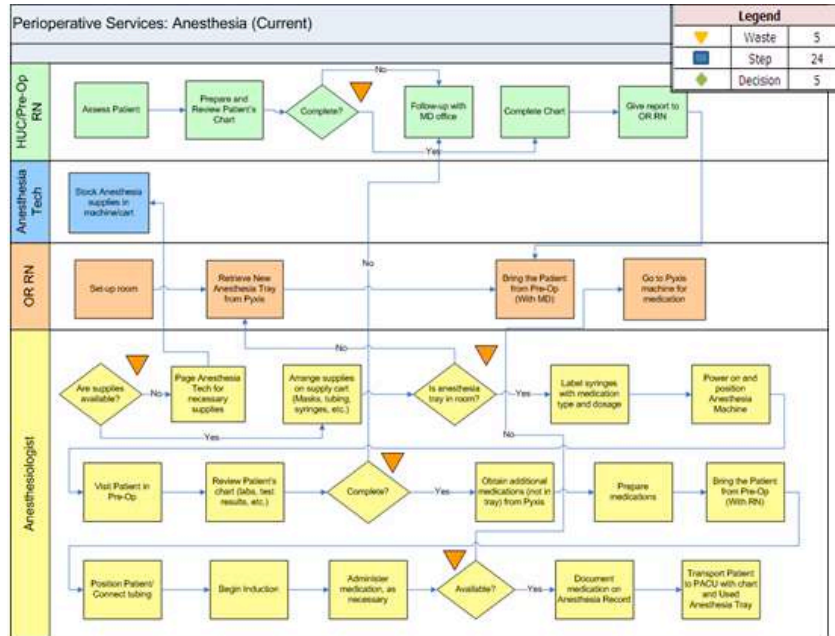 Perioperative Services: Anesthesia (Current)
Legend
Waste 5
Step 24
Decision 5
HUC/Pre-Op
RN
Assess Patient
Prepare and
Review Patient's
Chart
Complete?
No
Yes
Follow-up with
MD office
Complete Chart
Give report to
OR RN
Anesthesia
Tech
Stock Anesthesia
supplies in
machine/cart
OR RN
Set-up room
Retrieve New
Anesthesia Tray
from Pyxis
No
Bring the Patient
from Pre-Op
(With MD)
Go to Pyxis
machine for
medication
Anesthesiologist
Are supplies
available?
No
Yes
Page Anesthesia
Tech for
necessary
supplies
Arrange supplies
on supply cart
(Masks, tubing,
syringes, etc.)
No
Is anesthesia
tray in room?
Yes
Label syringes
with medication
type and dosage
Power on and
position
Anesthesia
Machine
No
Visit Patient in
Pre-Op
Review Patient's
chart (labs, test
results, etc.)
Complete?
Yes
Obtain additional
medications (not in
tray) from Pyxis
Prepare
medications
Bring the Patient
from Pre-Op
(With RN)
Position Patient/
Connect tubing
Begin Induction
Administer
medication, as
necessary
Available?
Yes
Document
medication on
Anesthesia Record
Transport Patient
to PACU with chart
and Used
Anesthesia Tray